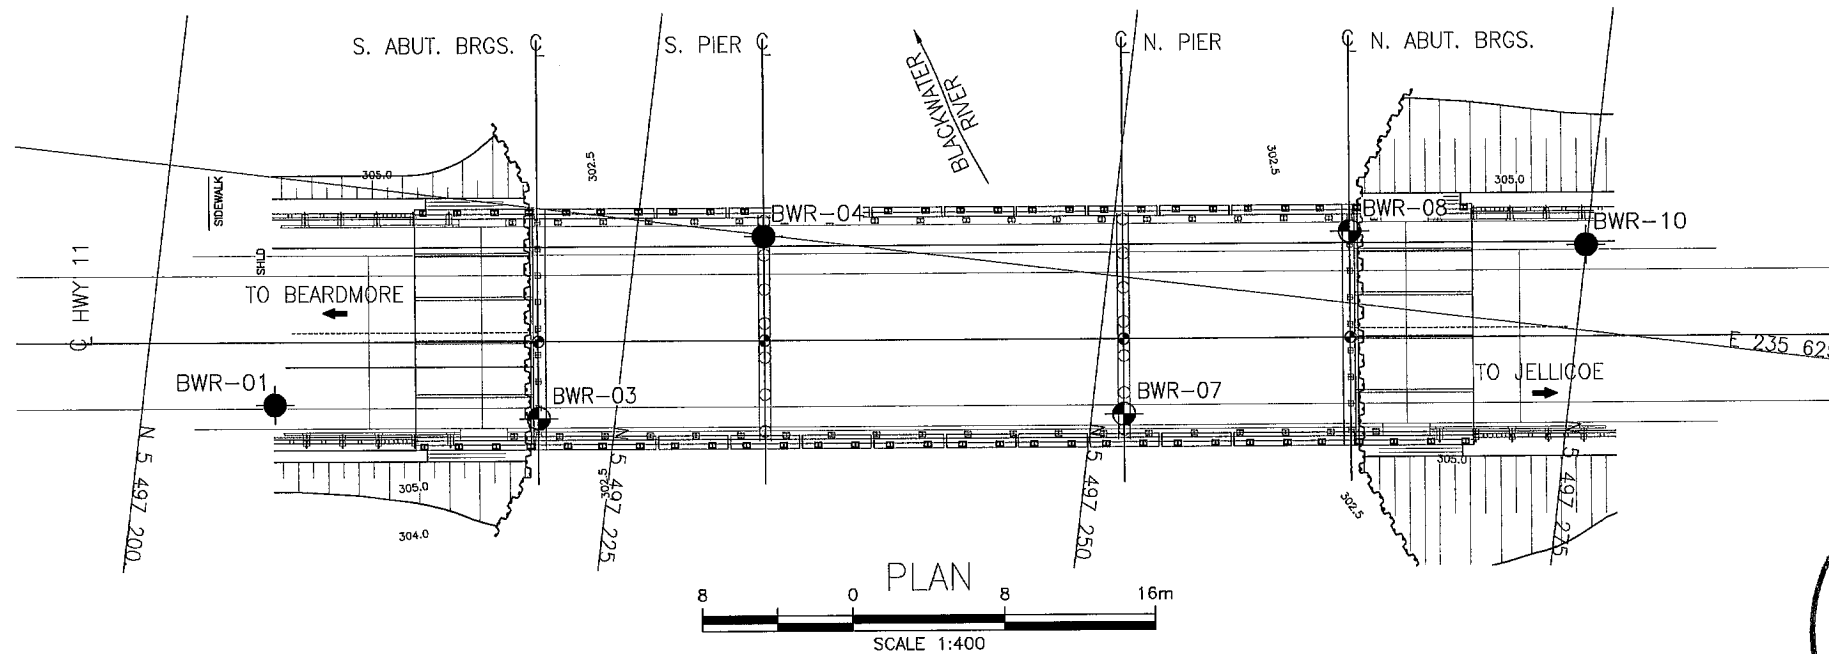 S. ABUT. BRGS. ℄
S. PIER ℄
℄ N. PIER
℄ N. ABUT. BRGS.
BLACKWATER
RIVER
302.5
302.5
305.0
305.0
SIDEWALK
BWR-04
BWR-08
BWR-10
SHLD
TO BEARDMORE
℄ HWY 11
E 235 62
TO JELLICOE
BWR-01
BWR-03
BWR-07
305.0
304.0
302.5
305.0
302.5
N 5 497 200
N 5 497 225
N 5 497 250
N 5 497 275
PLAN
8 0 8 16m
SCALE 1:400